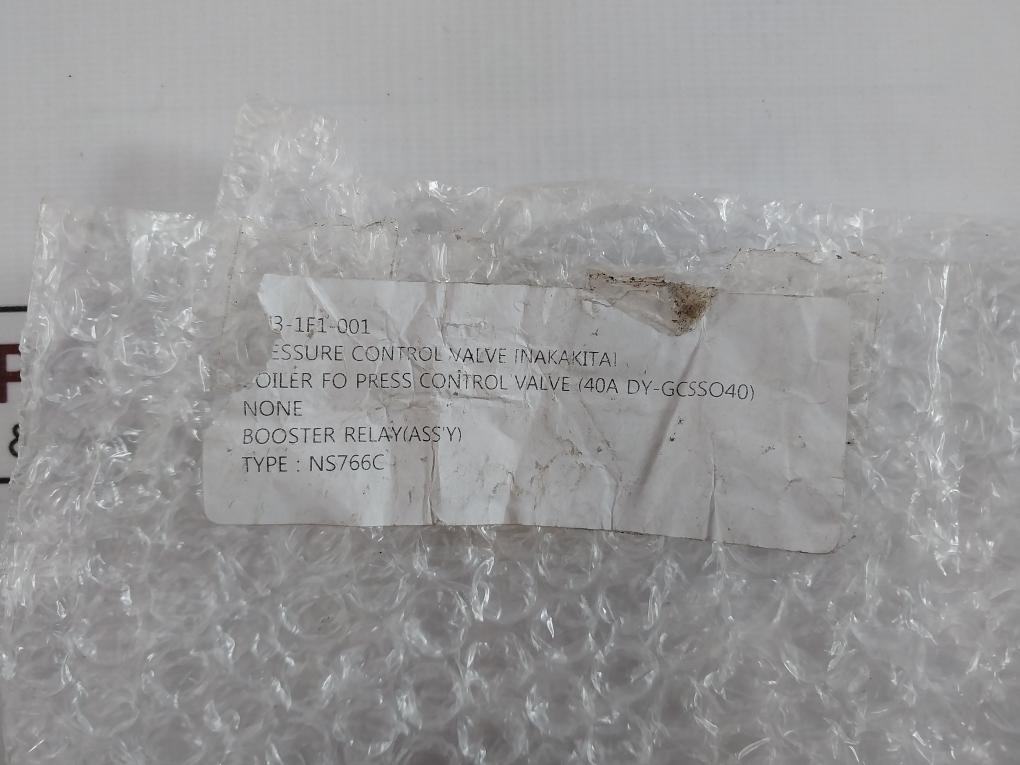 3-1F1-001
ESSURE CONTROL VALVE [NAKAKITA]
OILER FO PRESS CONTROL VALVE (40A DY-GCSSO40)
NONE
BOOSTER RELAY(ASS'Y)
TYPE : NS766C
&